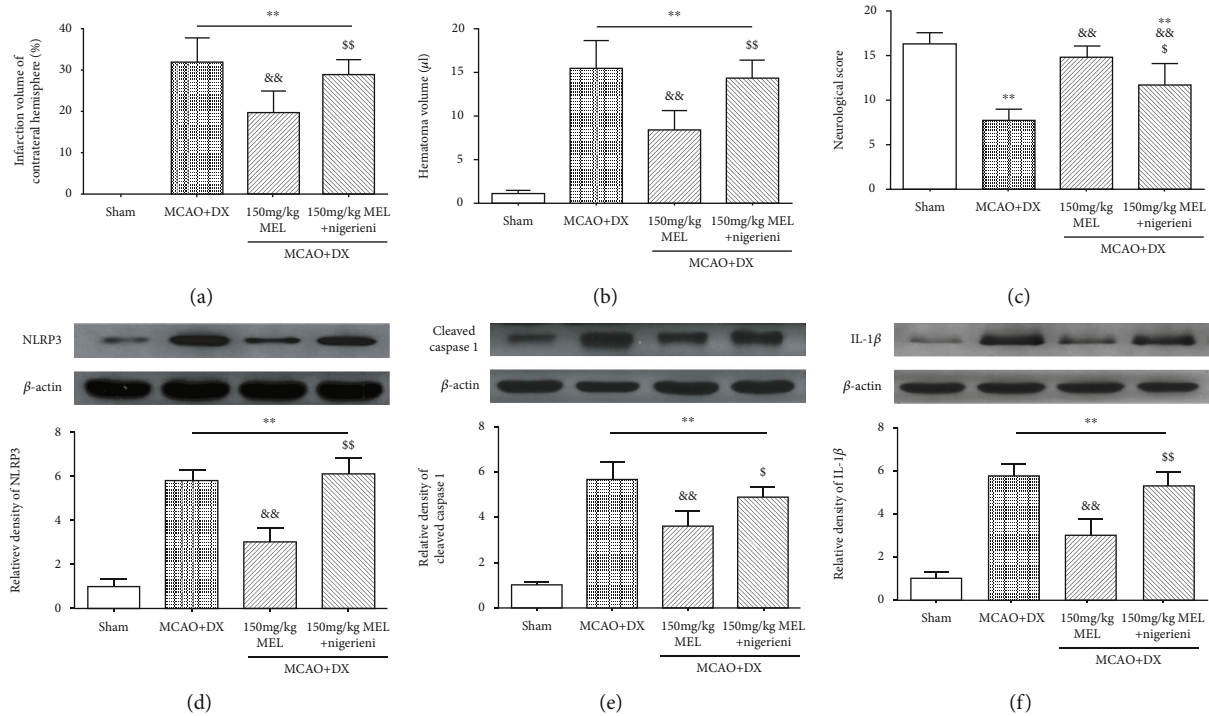 Infarction volume of
contrateral hemisphere (%)
40
30
20
10
0
**
&&
$$
Sham
MCAO+DX
150mg/kg
MEL
150mg/kg MEL
+nigerieni
MCAO+DX
(a)
Hematoma volume (μl)
20
15
10
5
0
**
&&
$$
Sham
MCAO+DX
150mg/kg
MEL
150mg/kg MEL
+nigerieni
MCAO+DX
(b)
Neurological score
20
15
10
5
0
**
&&
**
&&
$
Sham
MCAO+DX
150mg/kg
MEL
150mg/kg MEL
+nigerieni
MCAO+DX
(c)
NLRP3
β-actin
Relativev density of NLRP3
8
6
4
2
0
**
&&
$$
Sham
MCAO+DX
150mg/kg
MEL
150mg/kg MEL
+nigerieni
MCAO+DX
(d)
Cleaved
caspase 1
β-actin
Relative density of
cleaved caspase 1
8
6
4
2
0
**
&&
$
Sham
MCAO+DX
150mg/kg
MEL
150mg/kg MEL
+nigerieni
MCAO+DX
(e)
IL-1β
β-actin
Relative density of IL-1β
8
6
4
2
0
**
&&
$$
Sham
MCAO+DX
150mg/kg
MEL
150mg/kg MEL
+nigerieni
MCAO+DX
(f)